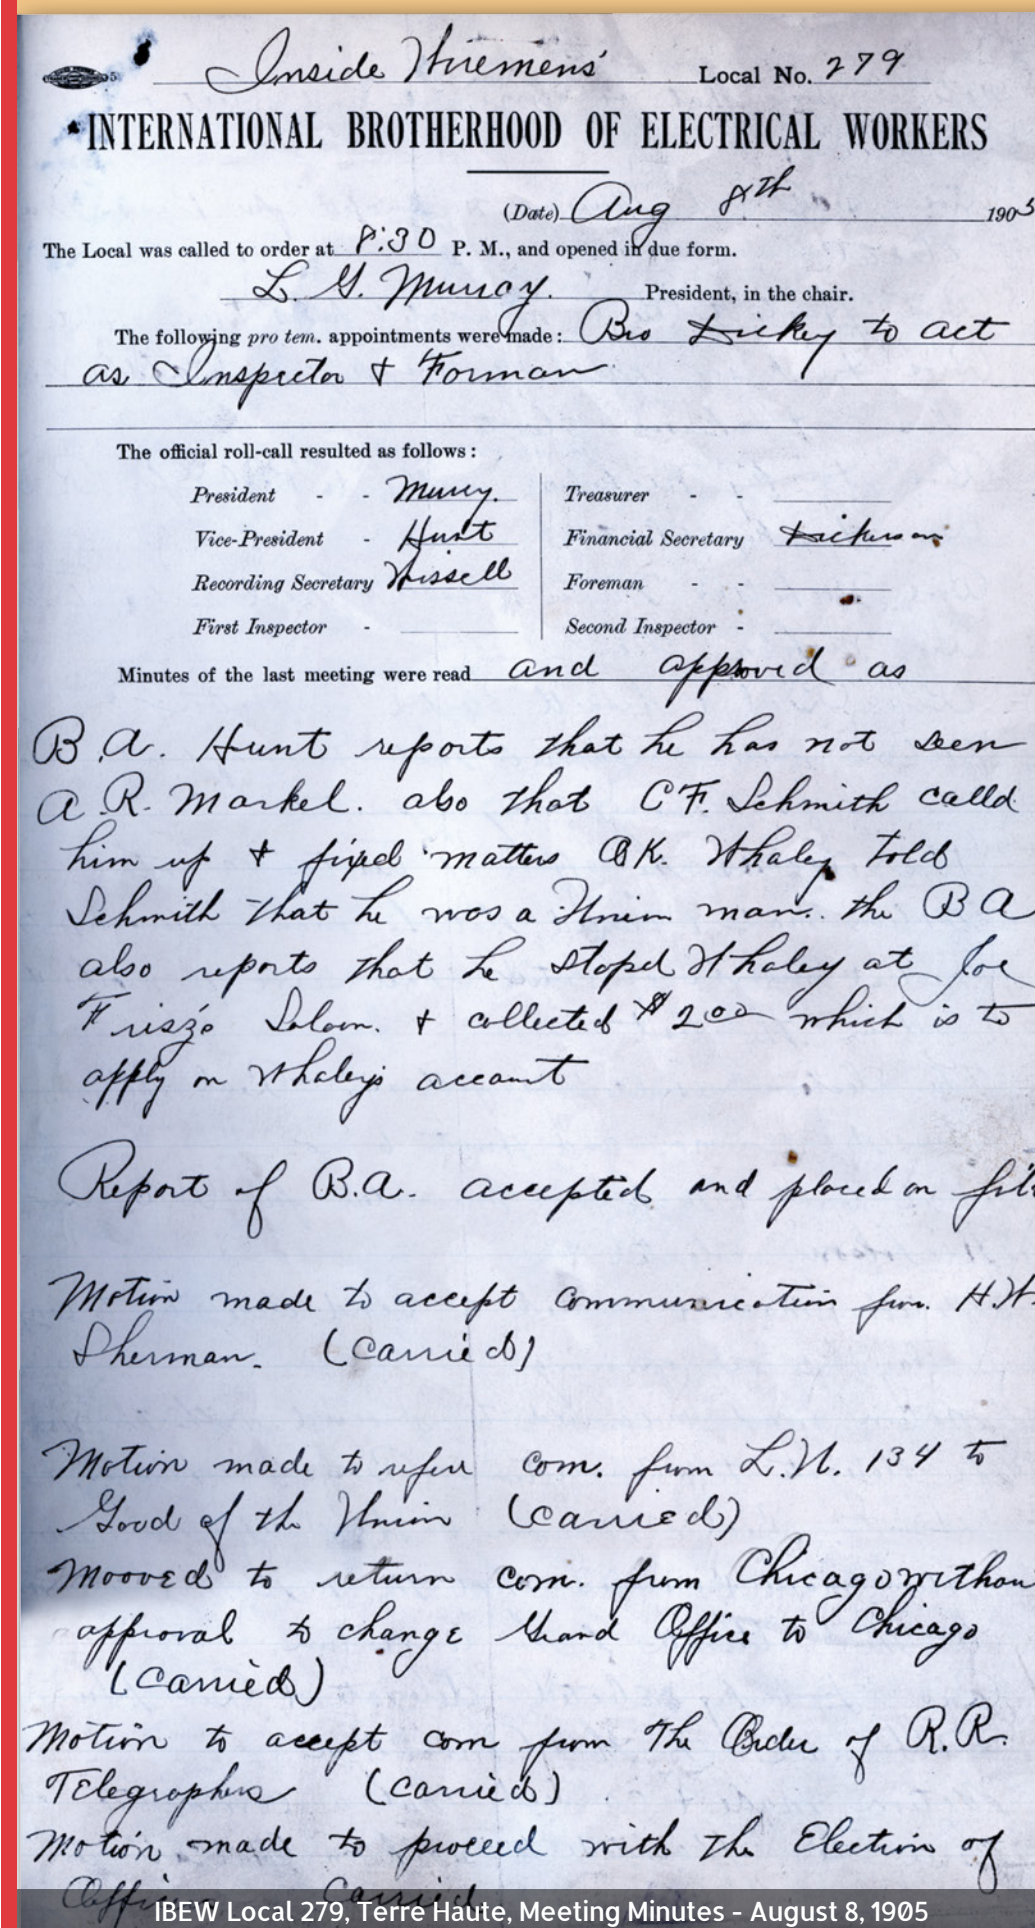 Inside Wiremens' Local No. 279
INTERNATIONAL BROTHERHOOD OF ELECTRICAL WORKERS
(Date) Aug 8th 1905
The Local was called to order at 8:30 P. M., and opened in due form.
L. G. Murray. President, in the chair.
The following pro tem. appointments were made: Bro Dickey to act
as Inspector & Forman
The official roll-call resulted as follows:
President - - Murry. Treasurer - -
Vice-President - Hunt Financial Secretary Dickerson
Recording Secretary Foreman - -
First Inspector - Second Inspector -
Minutes of the last meeting were read and approved as
B.A. Hunt reports that he has not seen
A.R. Markel. also that C F. Schmith calld
him up & fixed matters K. Whaley told
Schmith that he was a Union man. the B A
also reports that he stoped Whaley at Joe
Saloon. & collected $2.00 which is to
apply on Whaley's account
Report of B.A. accepted and placed on file
Motion made to accept communication from H.W.
Sherman. (Carried)
Motion made to refere com. from L.U. 134 to
Good of the Union (Carried)
Mooved to return com. from Chicago withou
approval to change Grand Office to Chicago
(Carried)
Motion to accept com from The Order of R.R.
Telegraphers (Carried)
Motion made to proceed with the Election of
Carried
IBEW Local 279, Terre Haute, Meeting Minutes - August 8, 1905